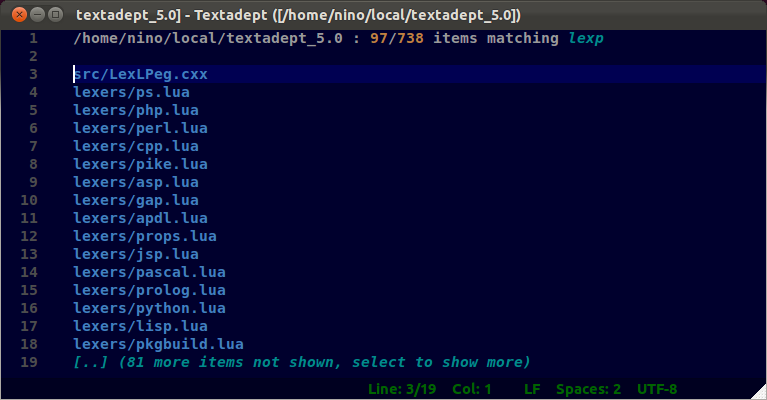 textadept_5.0] - Textadept ([/home/nino/local/textadept_5.0])
1 /home/nino/local/textadept_5.0 : 97/738 items matching lexp
2
3 src/LexLPeg.cxx
4 lexers/ps.lua
5 lexers/php.lua
6 lexers/perl.lua
7 lexers/cpp.lua
8 lexers/pike.lua
9 lexers/asp.lua
10 lexers/gap.lua
11 lexers/apdl.lua
12 lexers/props.lua
13 lexers/jsp.lua
14 lexers/pascal.lua
15 lexers/prolog.lua
16 lexers/python.lua
17 lexers/lisp.lua
18 lexers/pkgbuild.lua
19 [..] (81 more items not shown, select to show more)
Line: 3/19 Col: 1 LF Spaces: 2 UTF-8